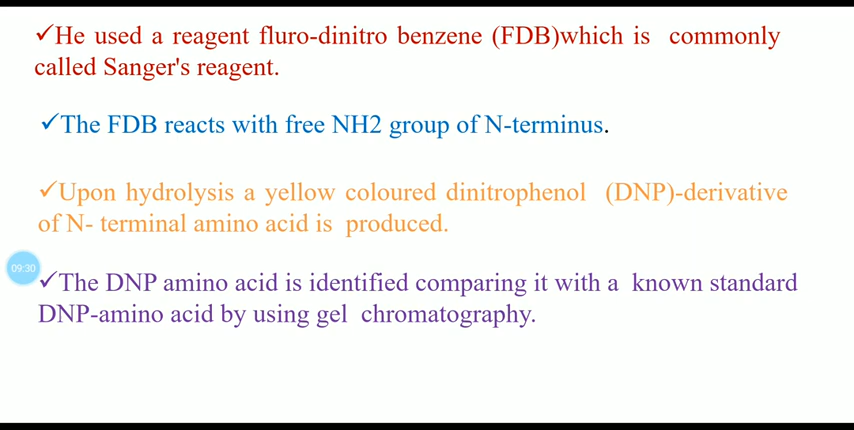 ✓He used a reagent fluro-dinitro benzene (FDB)which is commonly
called Sanger's reagent.
✓The FDB reacts with free NH2 group of N-terminus.
✓Upon hydrolysis a yellow coloured dinitrophenol (DNP)-derivative
of N- terminal amino acid is produced.
09:30
✓The DNP amino acid is identified comparing it with a known standard
DNP-amino acid by using gel chromatography.